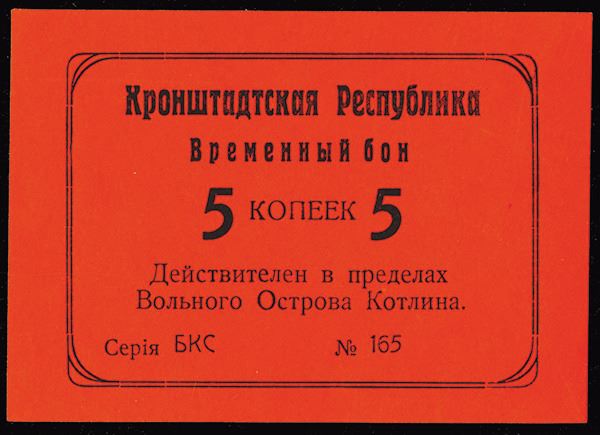 Кронштадтская Республика
Временный бон
5 КОПЕЕК 5
Действителен в пределах
Вольного Острова Котлина.
Серія БКС № 165